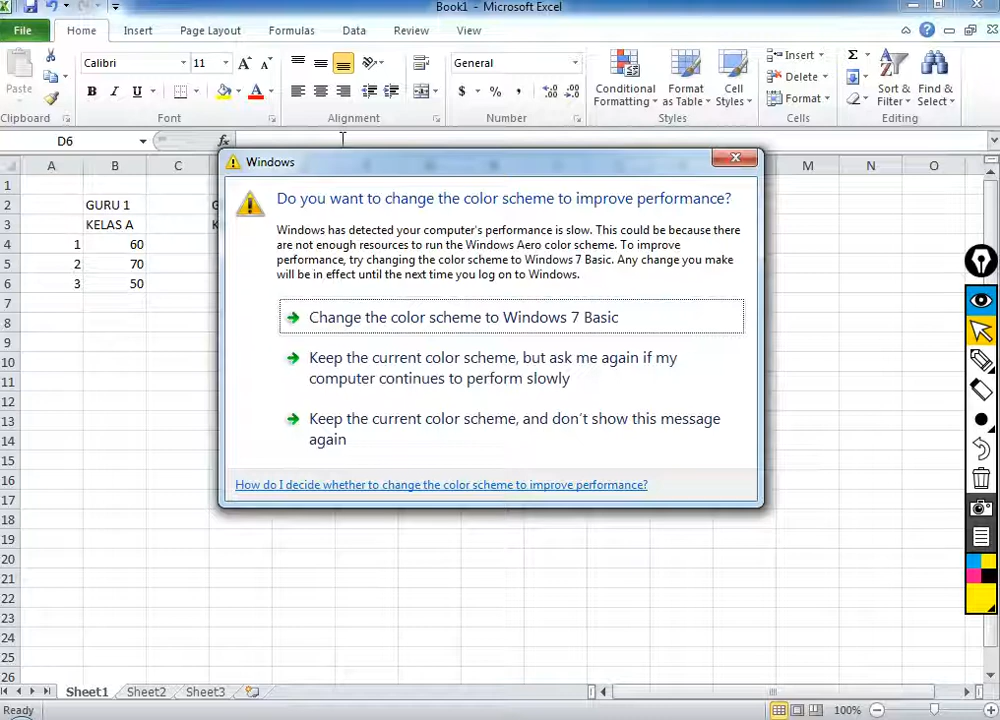 Book1 - Microsoft Excel
File Home Insert Page Layout Formulas Data Review View
Calibri 11 General Insert
Paste B I U $ % , Conditional Formatting Format as Table Cell Styles Delete Format Sort & Filter Find & Select
Clipboard Font Alignment Number Styles Cells Editing
D6 fx
A B C M N O
1
2 GURU 1 G
3 KELAS A K
4 1 60
5 2 70
6 3 50
7
8
9
10
11
12
13
14
15
16
17
18
19
20
21
22
23
24
25
26
Windows
Do you want to change the color scheme to improve performance?
Windows has detected your computer's performance is slow. This could be because there
are not enough resources to run the Windows Aero color scheme. To improve
performance, try changing the color scheme to Windows 7 Basic. Any change you make
will be in effect until the next time you log on to Windows.
Change the color scheme to Windows 7 Basic
Keep the current color scheme, but ask me again if my
computer continues to perform slowly
Keep the current color scheme, and don't show this message
again
How do I decide whether to change the color scheme to improve performance?
Sheet1 Sheet2 Sheet3
Ready 100%